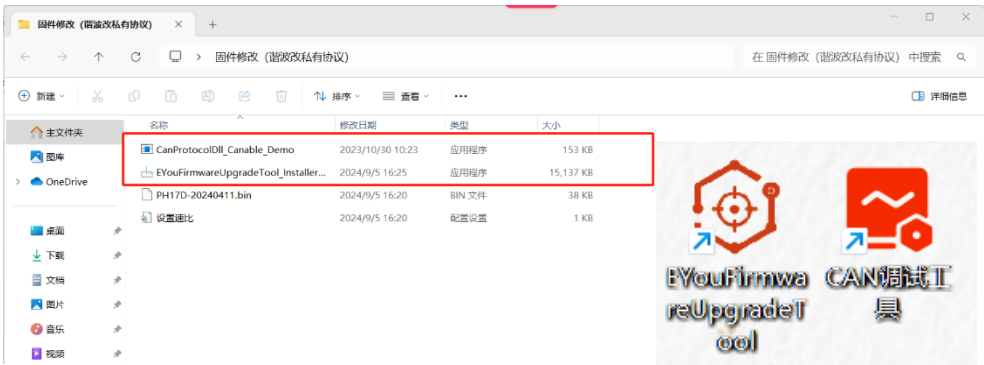 固件修改（谐波改私有协议）
固件修改（谐波改私有协议）
在 固件修改（谐波改私有协议） 中搜索
新建
排序
查看
详细信息
名称
修改日期
类型
大小
主文件夹
图库
OneDrive
桌面
下载
文档
图片
音乐
视频
CanProtocolDll_Canable_Demo 2023/10/30 10:23 应用程序 153 KB
EYouFirmwareUpgradeTool_Installer... 2024/9/5 16:25 应用程序 15,137 KB
PH17D-20240411.bin 2024/9/5 16:20 BIN 文件 38 KB
设置速比 2024/9/5 16:20 配置设置 1 KB
EYouFirmwa
reUpgradeT
ool
CAN调试工
具